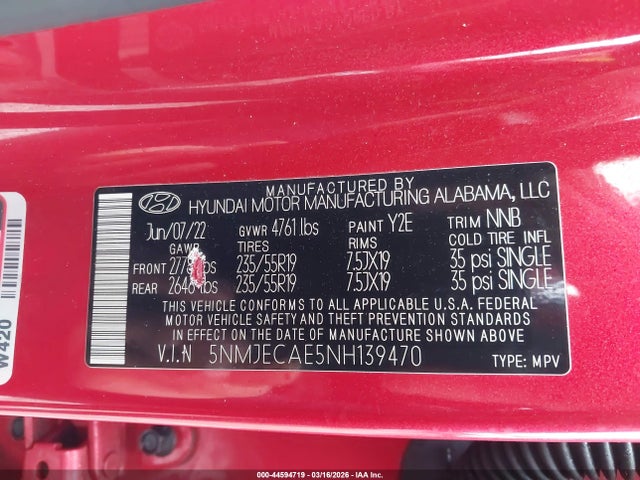 MANUFACTURED BY
HYUNDAI MOTOR MANUFACTURING ALABAMA, LLC
Jun/07/22 GVWR 4761 lbs PAINT Y2E TRIM NNB
GAWR TIRES RIMS COLD TIRE INFL
FRONT lbs 235/55R19 7.5JX19 35 psi SINGLE
REAR lbs 235/55R19 7.5JX19 35 psi SINGLE
THIS VEHICLE CONFORMS TO ALL APPLICABLE U.S.A. FEDERAL
MOTOR VEHICLE SAFETY AND THEFT PREVENTION STANDARDS
IN EFFECT ON THE DATE OF MANUFACTURE SHOWN ABOVE
V.I.N 5NMJECAE5NH139470 TYPE: MPV
W420
000-44594719 - 03/16/2026 - IAA Inc.